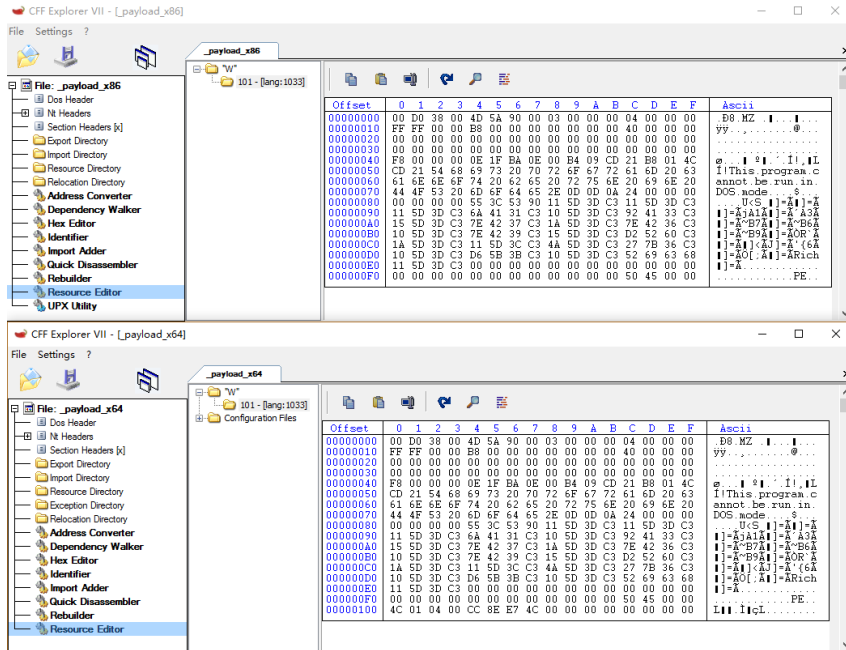 CFF Explorer VII - [_payload_x86]
File Settings ?
_payload_x86
File: _payload_x86
Dos Header
Nt Headers
Section Headers [x]
Export Directory
Import Directory
Resource Directory
Relocation Directory
Address Converter
Dependency Walker
Hex Editor
Identifier
Import Adder
Quick Disassembler
Rebuilder
Resource Editor
UPX Utility
"W"
101 - [lang:1033]
Offset 0 1 2 3 4 5 6 7 8 9 A B C D E F Ascii
00000000 00 D0 38 00 4D 5A 90 00 03 00 00 00 04 00 00 00 .Ð8.MZ
00000010 FF FF 00 00 B8 00 00 00 00 00 00 00 40 00 00 00 ÿÿ..¸.......@...
00000020 00 00 00 00 00 00 00 00 00 00 00 00 00 00 00 00 ................
00000030 00 00 00 00 00 00 00 00 00 00 00 00 00 00 00 00 ................
00000040 F8 00 00 00 0E 1F BA 0E 00 B4 09 CD 21 B8 01 4C
00000050 CD 21 54 68 69 73 20 70 72 6F 67 72 61 6D 20 63 Í!This.program.c
00000060 61 6E 6E 6F 74 20 62 65 20 72 75 6E 20 69 6E 20 annot.be.run.in.
00000070 44 4F 53 20 6D 6F 64 65 2E 0D 0D 0A 24 00 00 00 DOS.mode....$...
00000080 00 00 00 00 55 3C 53 90 11 5D 3D C3 11 5D 3D C3
00000090 11 5D 3D C3 6A 41 31 C3 10 5D 3D C3 92 41 33 C3
000000A0 15 5D 3D C3 7E 42 37 C3 1A 5D 3D C3 7E 42 36 C3
000000B0 10 5D 3D C3 7E 42 39 C3 15 5D 3D C3 D2 52 60 C3
000000C0 1A 5D 3D C3 11 5D 3C C3 4A 5D 3D C3 27 7B 36 C3
000000D0 10 5D 3D C3 D6 5B 3B C3 10 5D 3D C3 52 69 63 68
000000E0 11 5D 3D C3 00 00 00 00 00 00 00 00 00 00 00 00
000000F0 00 00 00 00 00 00 00 00 00 00 00 00 50 45 00 00 ............PE..
CFF Explorer VII - [_payload_x64]
File Settings ?
_payload_x64
File: _payload_x64
Dos Header
Nt Headers
Section Headers [x]
Export Directory
Import Directory
Resource Directory
Exception Directory
Relocation Directory
Address Converter
Dependency Walker
Hex Editor
Identifier
Import Adder
Quick Disassembler
Rebuilder
Resource Editor
"W"
101 - [lang:1033]
Configuration Files
Offset 0 1 2 3 4 5 6 7 8 9 A B C D E F Ascii
00000000 00 D0 38 00 4D 5A 90 00 03 00 00 00 04 00 00 00 .Ð8.MZ
00000010 FF FF 00 00 B8 00 00 00 00 00 00 00 40 00 00 00 ÿÿ..¸.......@...
00000020 00 00 00 00 00 00 00 00 00 00 00 00 00 00 00 00 ................
00000030 00 00 00 00 00 00 00 00 00 00 00 00 00 00 00 00 ................
00000040 F8 00 00 00 0E 1F BA 0E 00 B4 09 CD 21 B8 01 4C
00000050 CD 21 54 68 69 73 20 70 72 6F 67 72 61 6D 20 63 Í!This.program.c
00000060 61 6E 6E 6F 74 20 62 65 20 72 75 6E 20 69 6E 20 annot.be.run.in.
00000070 44 4F 53 20 6D 6F 64 65 2E 0D 0D 0A 24 00 00 00 DOS.mode....$...
00000080 00 00 00 00 55 3C 53 90 11 5D 3D C3 11 5D 3D C3
00000090 11 5D 3D C3 6A 41 31 C3 10 5D 3D C3 92 41 33 C3
000000A0 15 5D 3D C3 7E 42 37 C3 1A 5D 3D C3 7E 42 36 C3
000000B0 10 5D 3D C3 7E 42 39 C3 15 5D 3D C3 D2 52 60 C3
000000C0 1A 5D 3D C3 11 5D 3C C3 4A 5D 3D C3 27 7B 36 C3
000000D0 10 5D 3D C3 D6 5B 3B C3 10 5D 3D C3 52 69 63 68
000000E0 11 5D 3D C3 00 00 00 00 00 00 00 00 00 00 00 00
000000F0 00 00 00 00 00 00 00 00 00 00 00 00 50 45 00 00 ............PE..
00000100 4C 01 04 00 CC 8E E7 4C 00 00 00 00 00 00 00 00